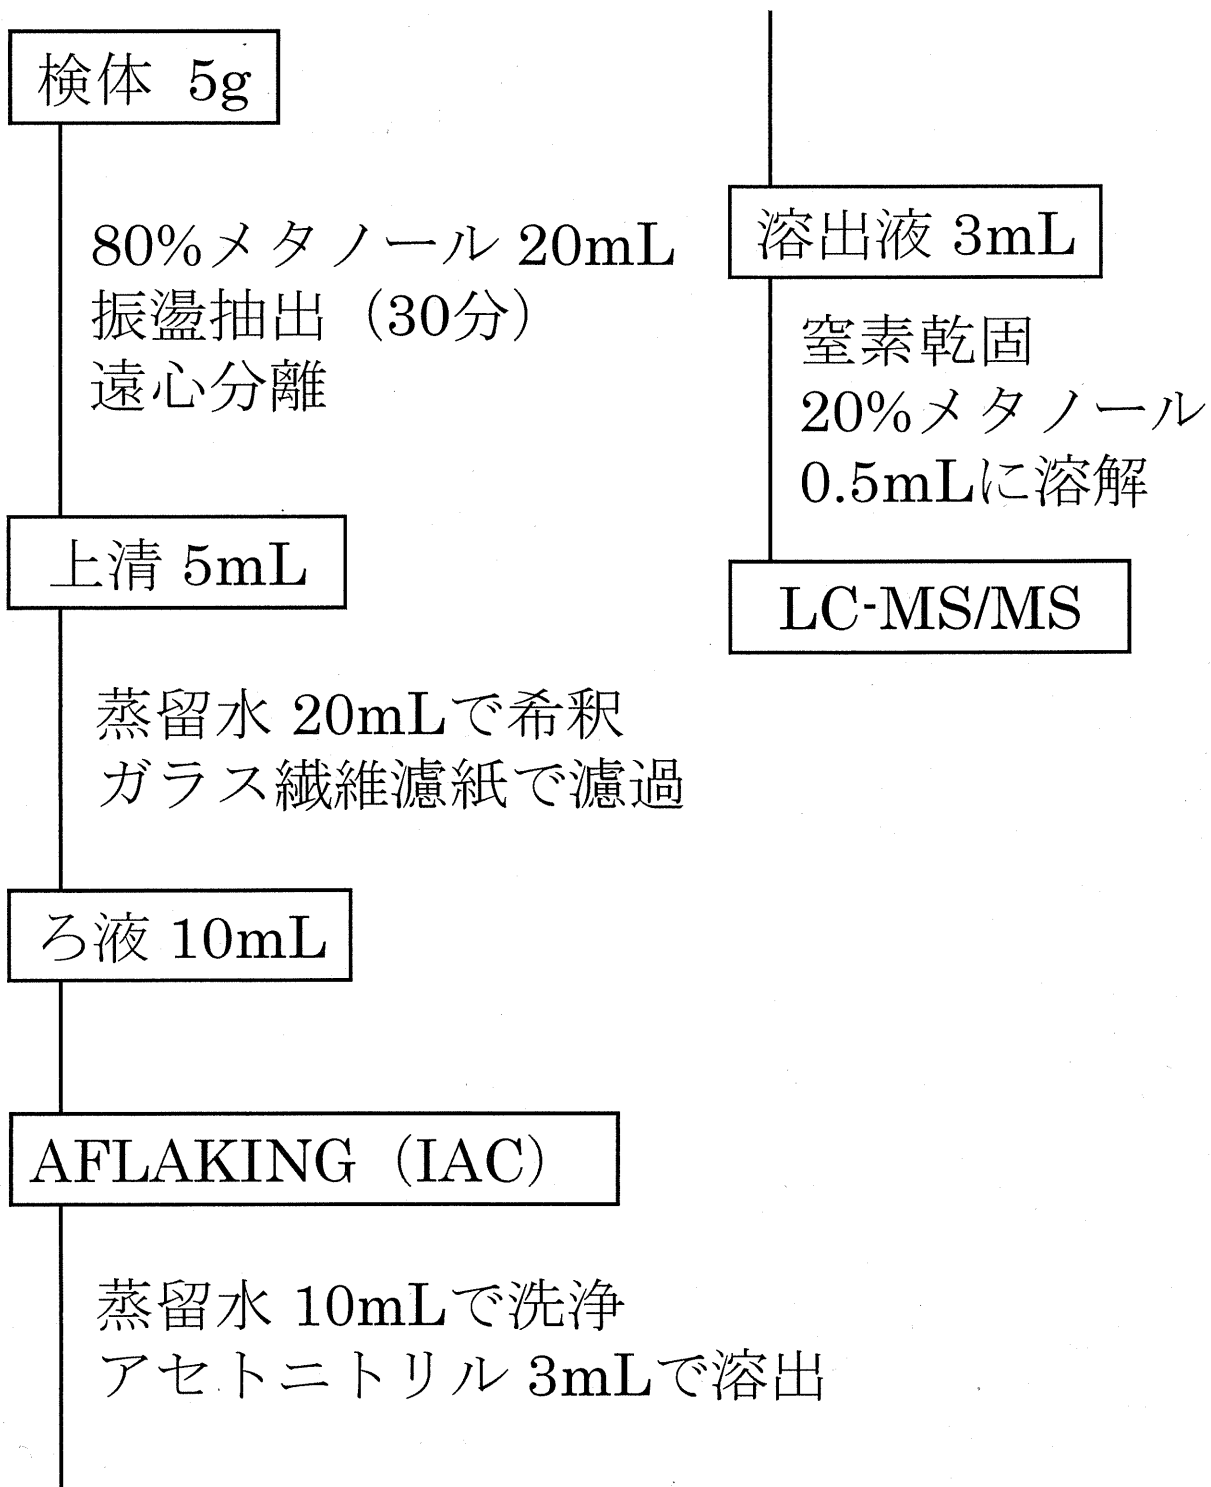 検体 5g
80%メタノール 20mL
振盪抽出（30分）
遠心分離
上清 5mL
蒸留水 20mLで希釈
ガラス繊維濾紙で濾過
ろ液 10mL
AFLAKING（IAC）
蒸留水 10mLで洗浄
アセトニトリル 3mLで溶出
溶出液 3mL
窒素乾固
20%メタノール
0.5mLに溶解
LC-MS/MS